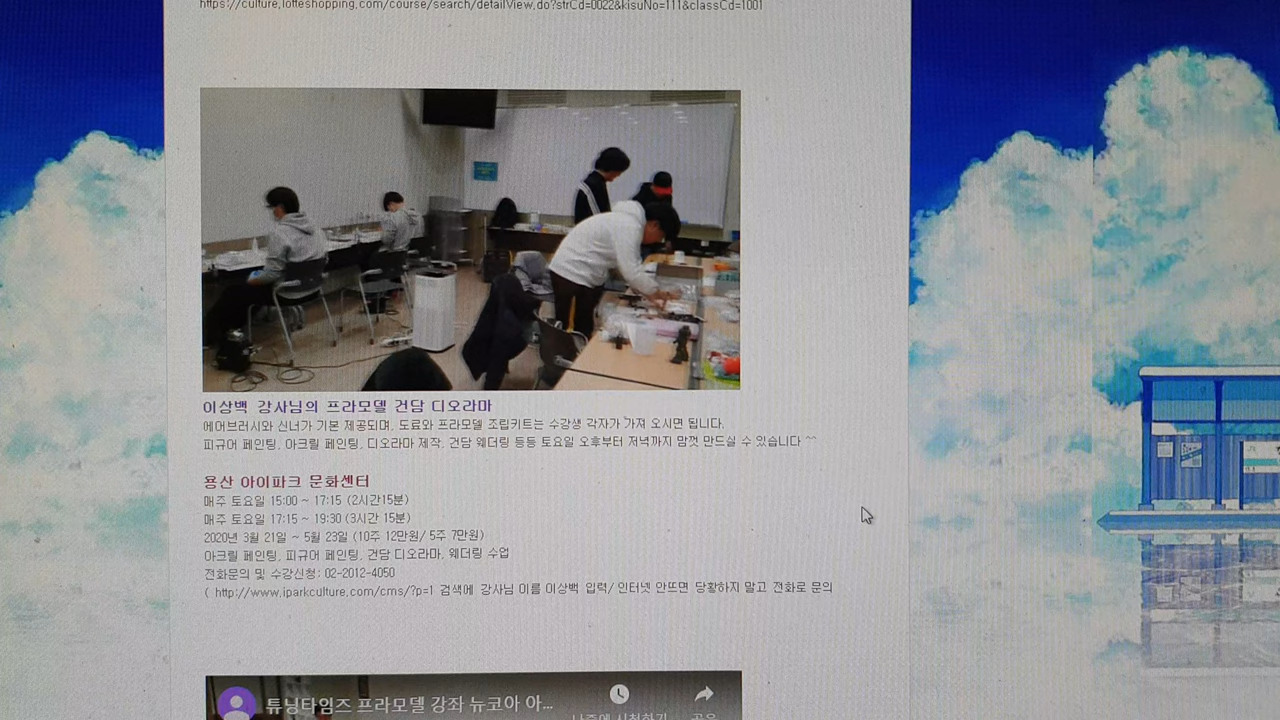 https://culture.lotteshopping.com/course/search/detailView.do?strCd=0022&kisuNo=111&classCd=1001
이상백 강사님의 프라모델 건담 디오라마
에어브러시와 신너가 기본 제공되며, 도료와 프라모델 조립키트는 수강생 각자가 가져 오시면 됩니다.
피규어 페인팅, 아크릴 페인팅, 디오라마 제작, 건담 웨더링 등등 토요일 오후부터 저녁까지 맘껏 만드실 수 있습니다 ^^
용산 아이파크 문화센터
매주 토요일 15:00 ~ 17:15 (2시간15분)
매주 토요일 17:15 ~ 19:30 (3시간 15분)
2020년 3월 21일 ~ 5월 23일 (10주 12만원/ 5주 7만원)
아크릴 페인팅, 피규어 페인팅, 건담 디오라마, 웨더링 수업
전화문의 및 수강신청: 02-2012-4050
( http://www.iparkculture.com/cms/?p=1 검색에 강사님 이름 이상백 입력/ 인터넷 안뜨면 당황하지 말고 전화로 문의
튜닝타임즈 프라모델 강좌 뉴코아 아...
나중에 시청하기 공유